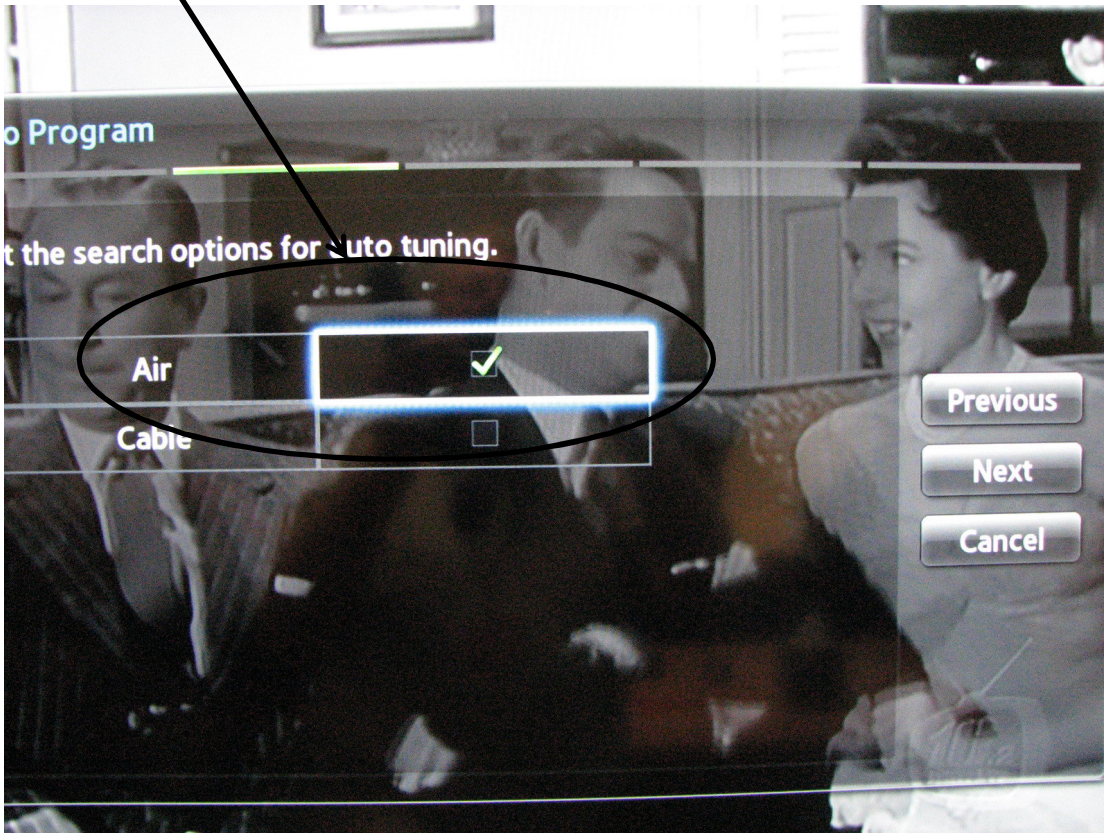 o Program
t the search options for auto tuning.
Air
Cable
Previous
Next
Cancel